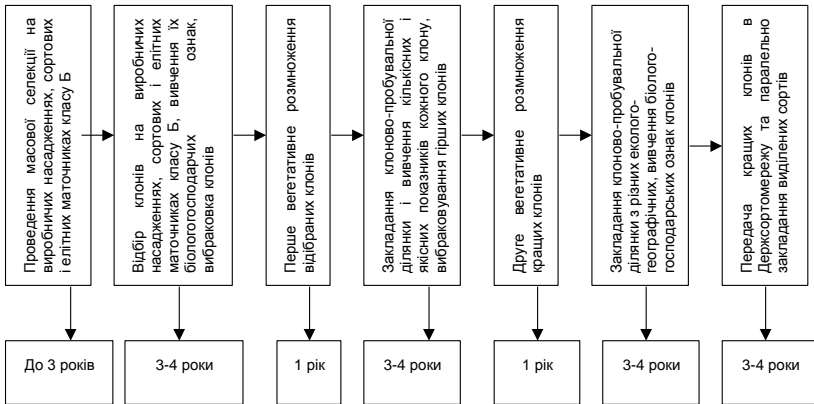 Проведення масової селекції на
виробничих насадженнях, сортових
і елітних маточниках класу Б
Відбір клонів на виробничих
насадженнях, сортових і елітних
маточниках класу Б, вивчення їх
біологогосподарчих ознак,
вибраковка клонів
Перше вегетативне розмноження
відібраних клонів
Закладання клоново-пробувальної
ділянки і вивчення кількісних і
якісних показників кожного клону,
вибраковування гірших клонів
Друге вегетативне розмноження
кращих клонів
Закладання клоново-пробувальної
ділянки з різних еколого-
географічних, вивчення біолого-
господарських ознак клонів
Передача кращих клонів в
Держсортомережу та паралельно
закладання виділених сортів
До 3 років
3-4 роки
1 рік
3-4 роки
1 рік
3-4 роки
3-4 роки